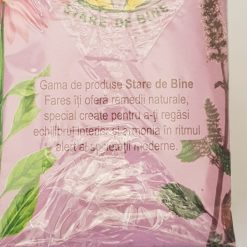 STARE DE BINE
Gama de produse Stare de Bine
Fares îți oferă remedii naturale,
special create pentru a-ți regăsi
echilibrul interior și armonia în ritmul
alert al societății moderne.